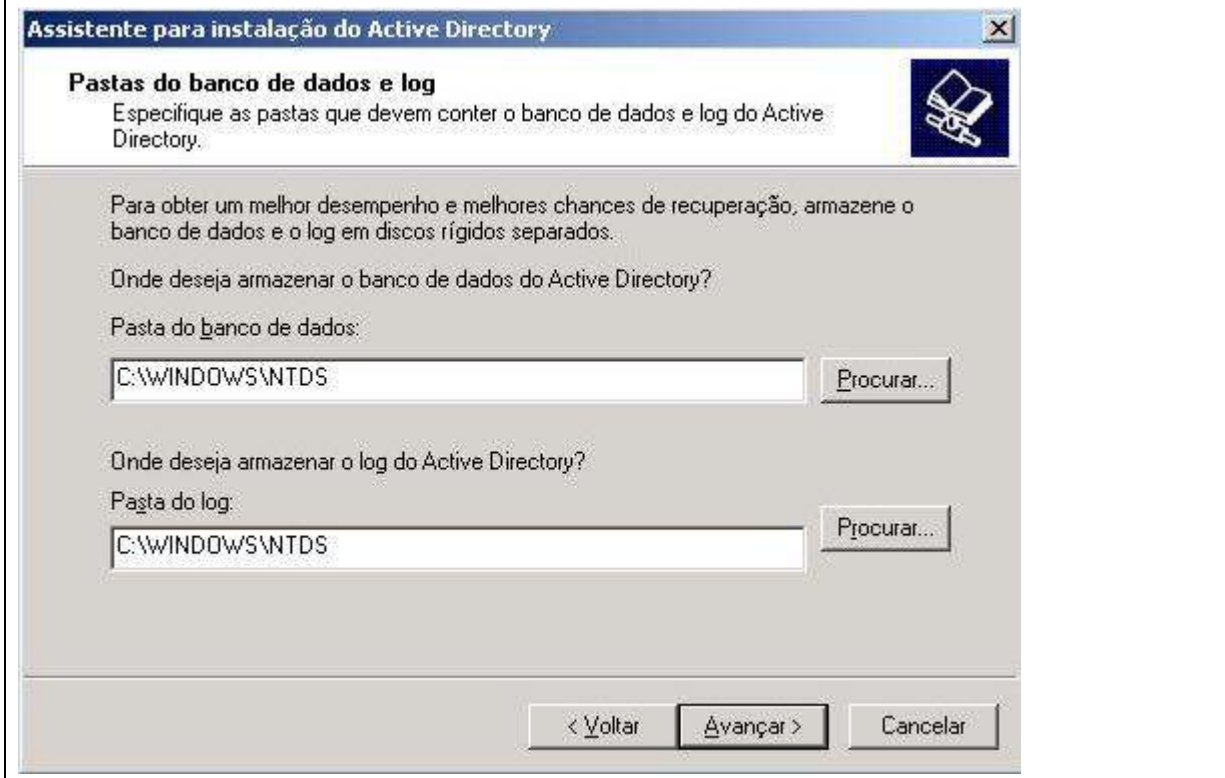 Assistente para instalação do Active Directory
Pastas do banco de dados e log
Especifique as pastas que devem conter o banco de dados e log do Active
Directory.
Para obter um melhor desempenho e melhores chances de recuperação, armazene o
banco de dados e o log em discos rígidos separados.
Onde deseja armazenar o banco de dados do Active Directory?
Pasta do banco de dados:
C:\WINDOWS\NTDS
Procurar...
Onde deseja armazenar o log do Active Directory?
Pasta do log:
C:\WINDOWS\NTDS
Procurar...
< Voltar
Avançar >
Cancelar